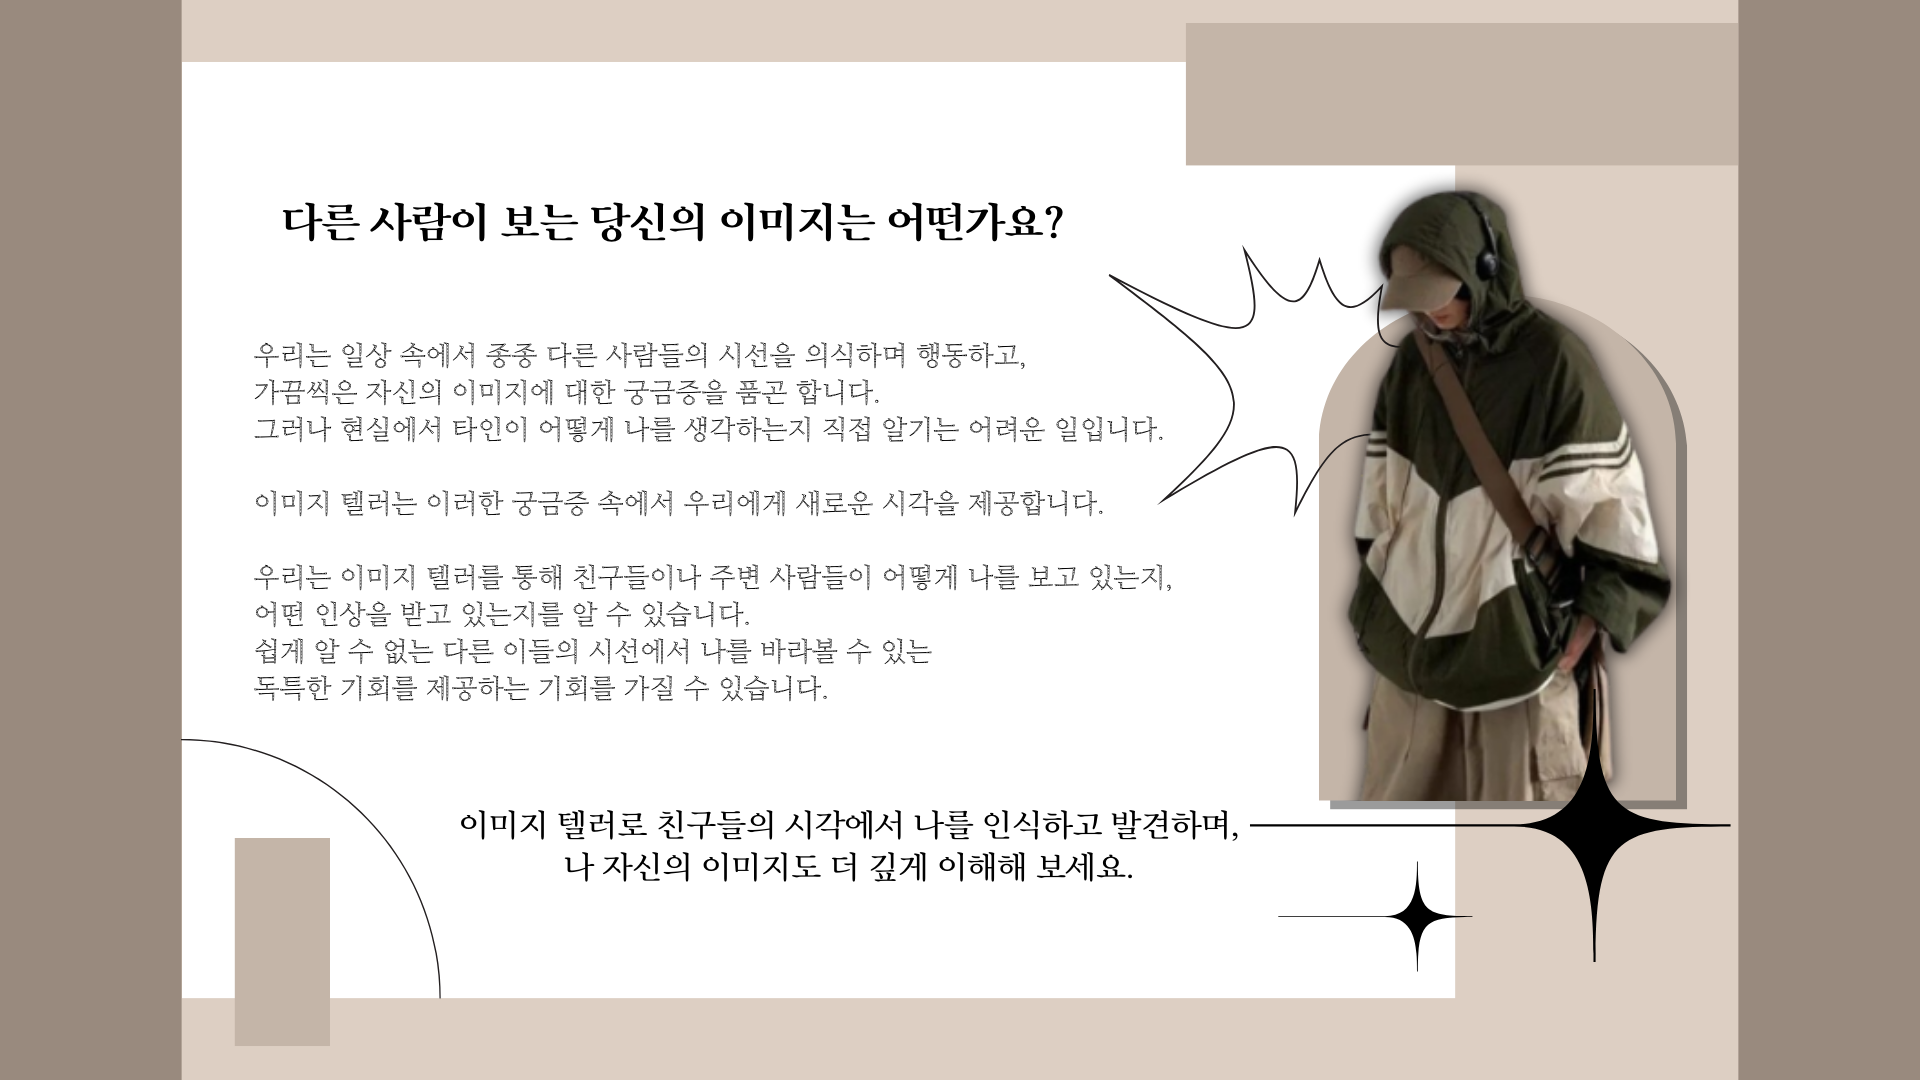 다른 사람이 보는 당신의 이미지는 어떤가요?
우리는 일상 속에서 종종 다른 사람들의 시선을 의식하며 행동하고,
가끔씩은 자신의 이미지에 대한 궁금증을 품곤 합니다.
그러나 현실에서 타인이 어떻게 나를 생각하는지 직접 알기는 어려운 일입니다.
이미지 텔러는 이러한 궁금증 속에서 우리에게 새로운 시각을 제공합니다.
우리는 이미지 텔러를 통해 친구들이나 주변 사람들이 어떻게 나를 보고 있는지,
어떤 인상을 받고 있는지를 알 수 있습니다.
쉽게 알 수 없는 다른 이들의 시선에서 나를 바라볼 수 있는
독특한 기회를 제공하는 기회를 가질 수 있습니다.
이미지 텔러로 친구들의 시각에서 나를 인식하고 발견하며,
나 자신의 이미지도 더 깊게 이해해 보세요.